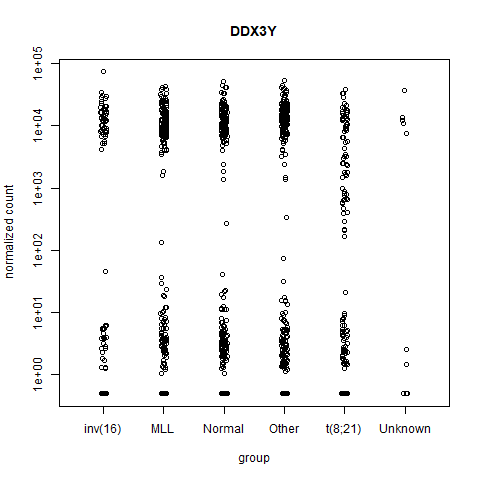 DDX3Y
normalized count
1e+05
1e+04
1e+03
1e+02
1e+01
1e+00
inv(16) MLL Normal Other t(8;21) Unknown
group